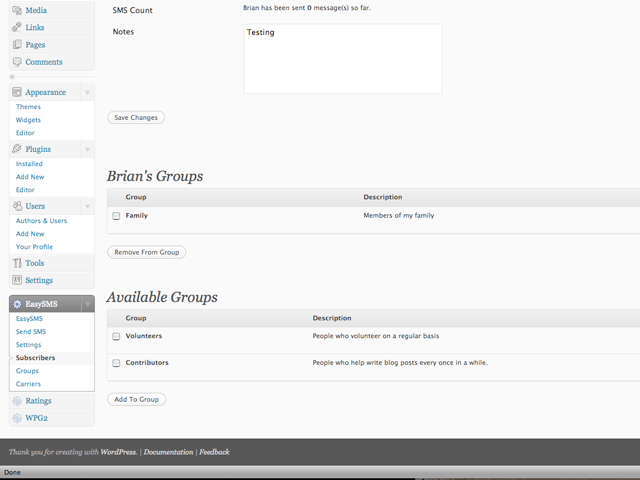 Media
Links
Pages
Comments
Appearance
Themes
Widgets
Editor
Plugins
Installed
Add New
Editor
Users
Authors & Users
Add New
Your Profile
Tools
Settings
EasySMS
EasySMS
Send SMS
Settings
Subscribers
Groups
Carriers
Ratings
WPG2
SMS Count
Brian has been sent 0 message(s) so far.
Notes
Testing
Save Changes
Brian's Groups
Group Description
Family Members of my family
Remove From Group
Available Groups
Group Description
Volunteers People who volunteer on a regular basis
Contributors People who help write blog posts every once in a while.
Add To Group
Thank you for creating with WordPress. | Documentation | Feedback
Done